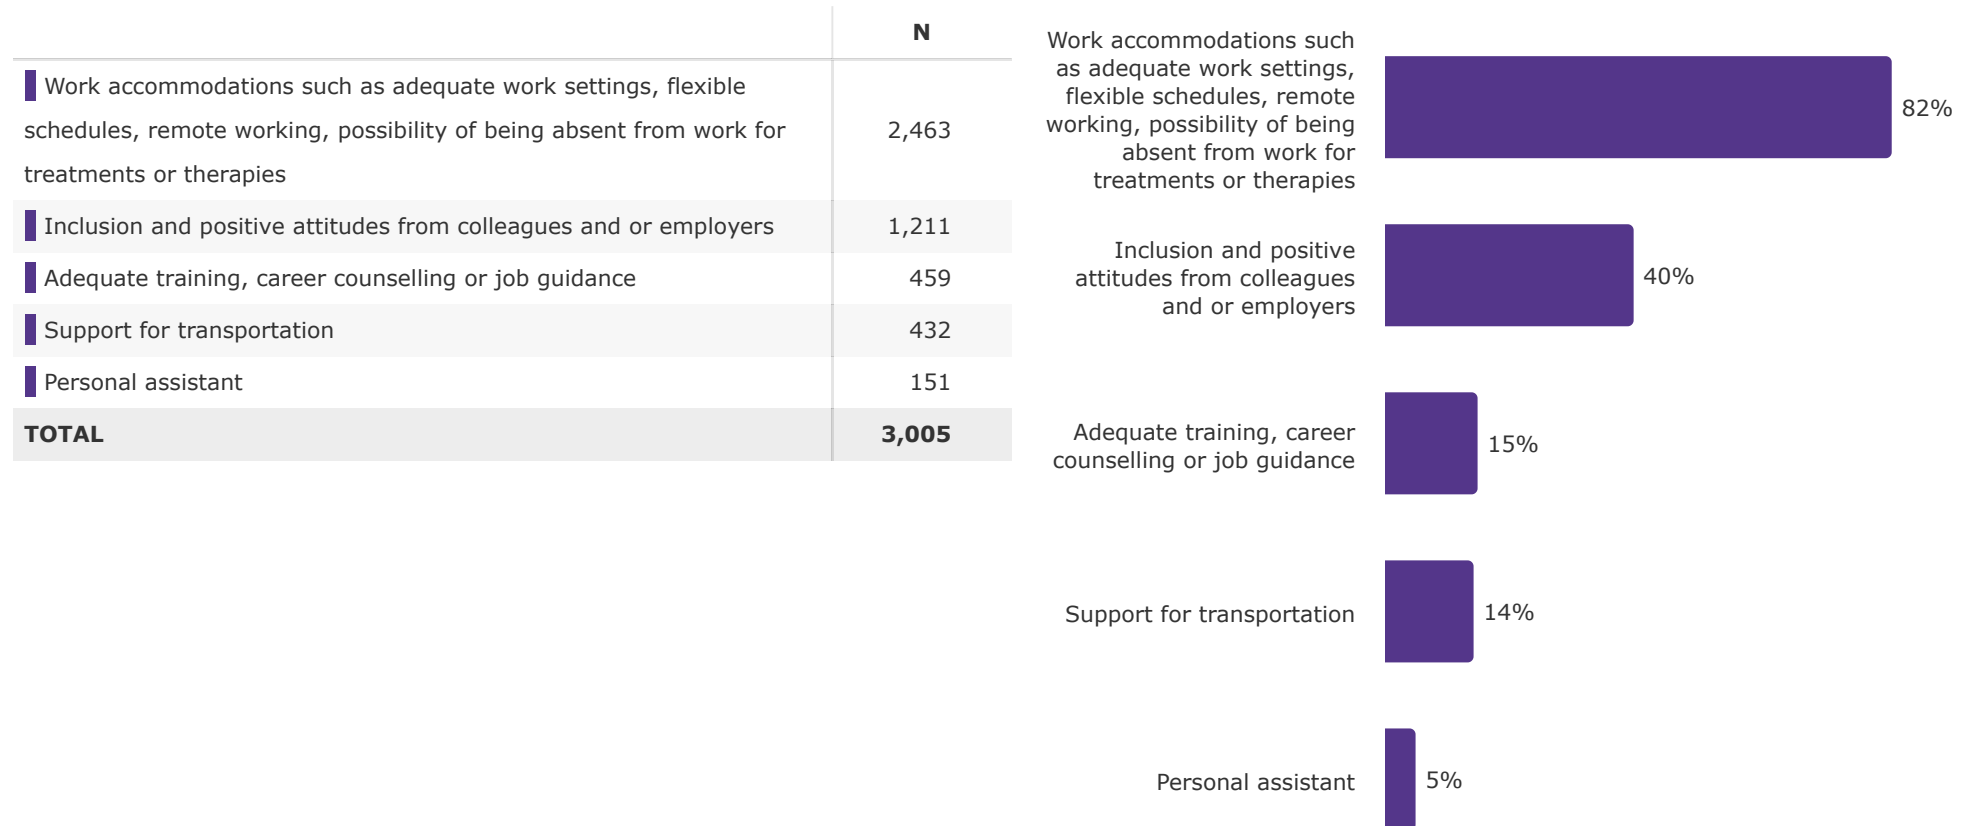 N
Work accommodations such as adequate work settings, flexible
schedules, remote working, possibility of being absent from work for
treatments or therapies
2,463
Inclusion and positive attitudes from colleagues and or employers
1,211
Adequate training, career counselling or job guidance
459
Support for transportation
432
Personal assistant
151
TOTAL
3,005
Work accommodations such
as adequate work settings,
flexible schedules, remote
working, possibility of being
absent from work for
treatments or therapies
82%
Inclusion and positive
attitudes from colleagues
and or employers
40%
Adequate training, career
counselling or job guidance
15%
Support for transportation
14%
Personal assistant
5%